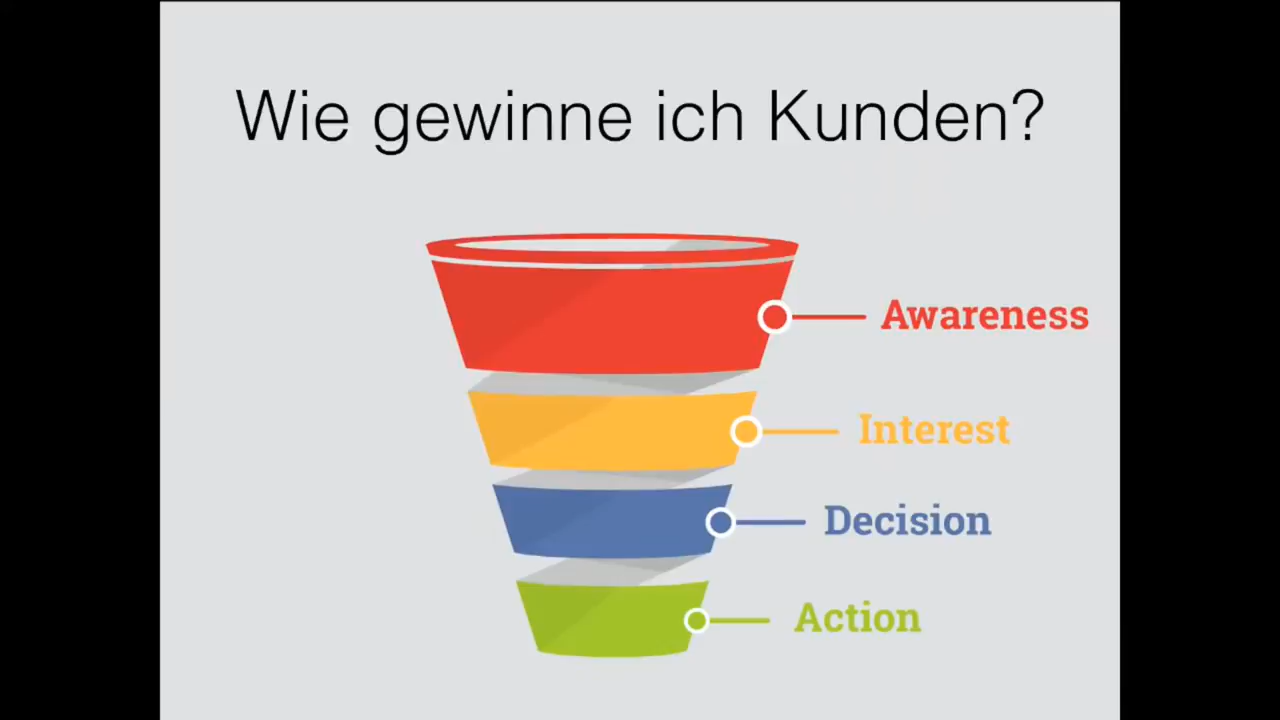 Wie gewinne ich Kunden?
Awareness
Interest
Decision
Action